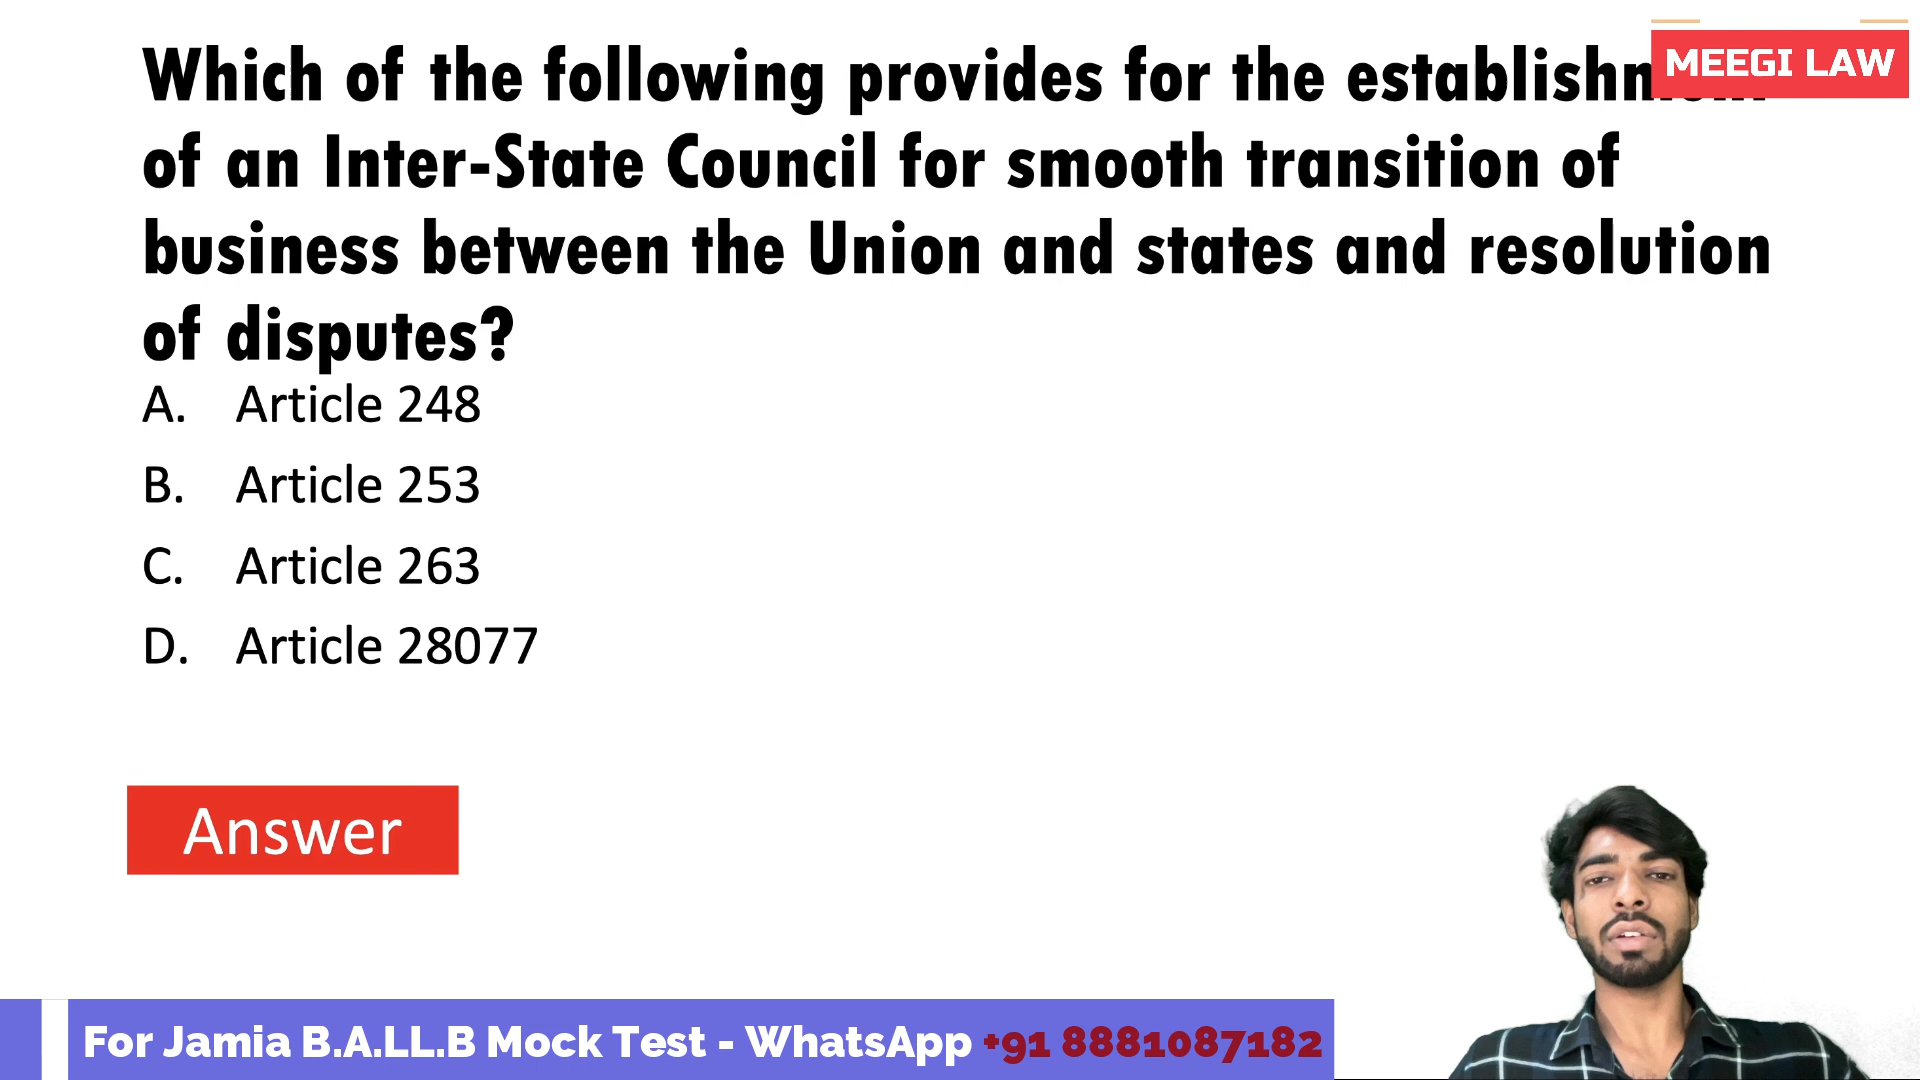 Which of the following provides for the
MEEGI LAW
of an Inter-State Council for smooth transition of
business between the Union and states and resolution
of disputes?
A. Article 248
B. Article 253
C. Article 263
D. Article 28077
Answer
For Jamia B.A.LL.B Mock Test - WhatsApp +91 8881087182